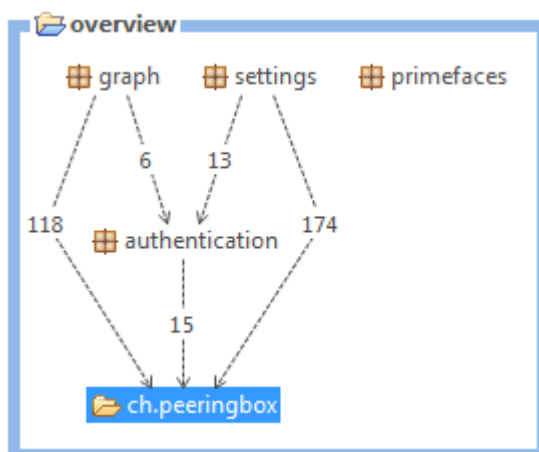 overview
graph settings primefaces
6 13
118 174
authentication
15
ch.peeringbox